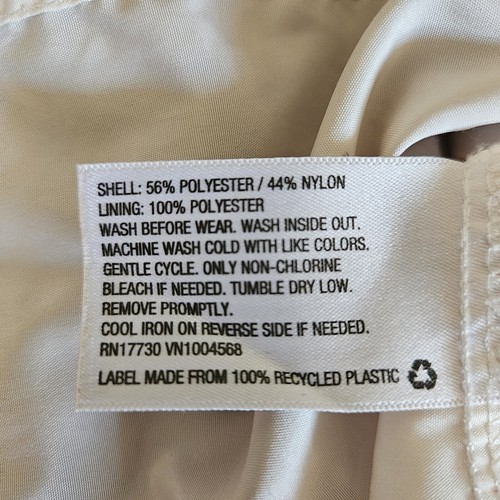 SHELL: 56% POLYESTER / 44% NYLON
LINING: 100% POLYESTER
WASH BEFORE WEAR. WASH INSIDE OUT.
MACHINE WASH COLD WITH LIKE COLORS.
GENTLE CYCLE. ONLY NON-CHLORINE
BLEACH IF NEEDED. TUMBLE DRY LOW.
REMOVE PROMPTLY.
COOL IRON ON REVERSE SIDE IF NEEDED.
RN17730 VN1004568
LABEL MADE FROM 100% RECYCLED PLASTIC